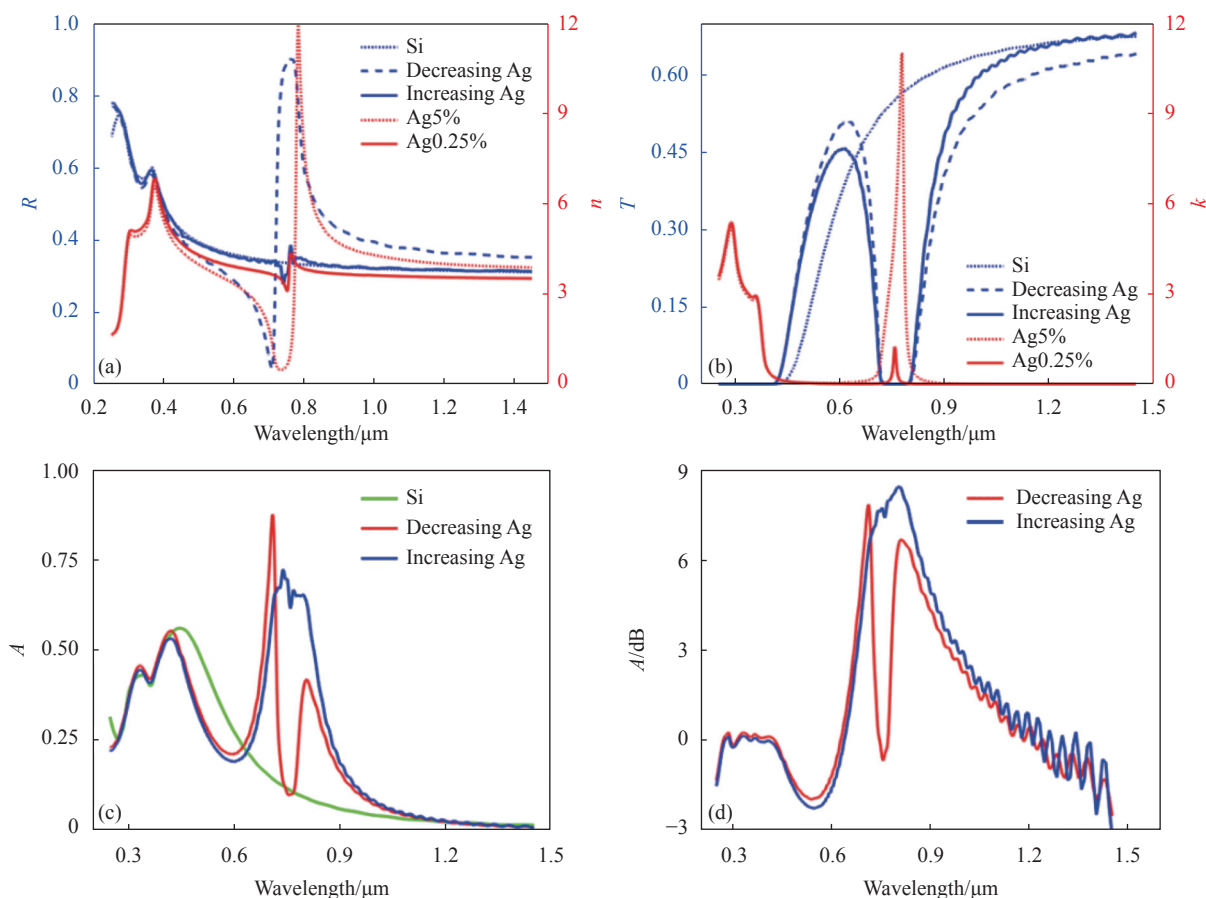 1.0
0.8
0.6
0.4
0.2
0
R
12
9
6
3
0
n
Si
Decreasing Ag
Increasing Ag
Ag5%
Ag0.25%
(a)
0.2 0.4 0.6 0.8 1.0 1.2 1.4
Wavelength/μm
0.60
0.45
0.30
0.15
0
T
12
9
6
3
0
k
Si
Decreasing Ag
Increasing Ag
Ag5%
Ag0.25%
(b)
0.3 0.6 0.9 1.2 1.5
Wavelength/μm
1.00
0.75
0.50
0.25
0
A
Si
Decreasing Ag
Increasing Ag
(c)
0.3 0.6 0.9 1.2 1.5
Wavelength/μm
9
6
3
0
−3
A/dB
Decreasing Ag
Increasing Ag
(d)
0.3 0.6 0.9 1.2 1.5
Wavelength/μm